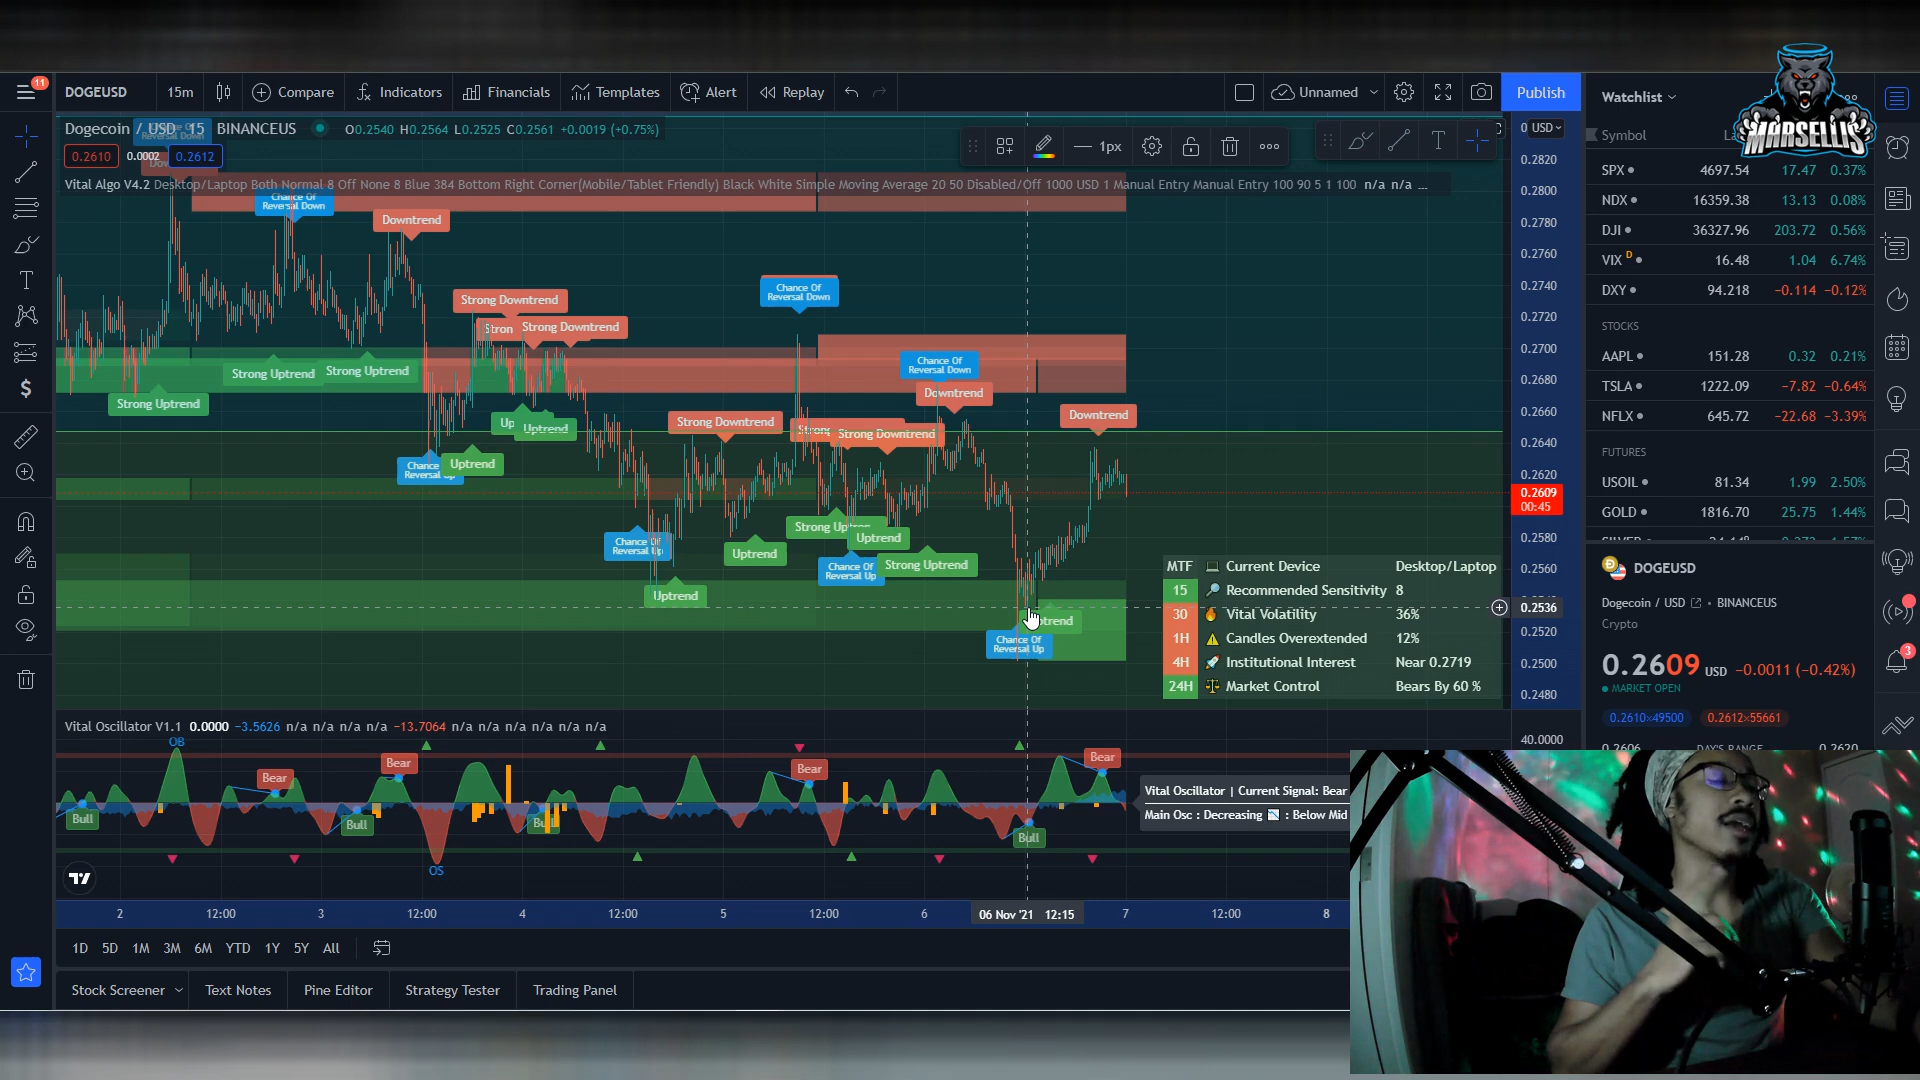 11
DOGEUSD
15m
Compare
Indicators
Financials
Templates
Alert
Replay
Unnamed
Publish
Watchlist
MARSELLIS
Dogecoin / USD 15 BINANCEUS
O0.2540 H0.2564 L0.2525 C0.2561 +0.0019 (+0.75%)
0.2610 0.0002 0.2612
Vital Algo V4.2 Desktop/Laptop Both Normal 8 Off None 8 Blue 384 Bottom Right Corner(Mobile/Tablet Friendly) Black White Simple Moving Average 20 50 Disabled/Off 1000 USD 1 Manual Entry Manual Entry 100 90 5 1 100 n/a n/a ...
1px
USD
Symbol
SPX 4697.54 17.47 0.37%
NDX 16359.38 13.13 0.08%
DJI 36327.96 203.72 0.56%
VIX D 16.48 1.04 6.74%
DXY 94.218 −0.114 −0.12%
STOCKS
AAPL 151.28 0.32 0.21%
TSLA 1222.09 −7.82 −0.64%
NFLX 645.72 −22.68 −3.39%
FUTURES
USOIL 81.34 1.99 2.50%
GOLD 1816.70 25.75 1.44%
0.2820
0.2800
0.2780
0.2760
0.2740
0.2720
0.2700
0.2680
0.2660
0.2640
0.2620
0.2609
00:45
0.2580
0.2560
0.2536
0.2520
0.2500
0.2480
40.0000
Chance Of
Reversal Down
Downtrend
Strong Downtrend
Strong Downtrend
Chance Of
Reversal Down
Chance Of
Reversal Down
Downtrend
Downtrend
Strong Uptrend
Strong Uptrend
Strong Uptrend
Up
Uptrend
Strong Downtrend
Strong Downtrend
Chance
Reversal Up
Uptrend
Chance Of
Reversal Up
Uptrend
Uptrend
Strong Uptrend
Uptrend
Chance Of
Reversal Up
Strong Uptrend
Chance Of
Reversal Up
MTF Current Device Desktop/Laptop
15 Recommended Sensitivity 8
30 Vital Volatility 36%
1H Candles Overextended 12%
4H Institutional Interest Near 0.2719
24H Market Control Bears By 60 %
DOGEUSD
Dogecoin / USD • BINANCEUS
Crypto
0.2609 USD −0.0011 (−0.42%)
MARKET OPEN
0.2610×49500 0.2612×55661
0.2606 DAY'S RANGE 0.2620
3
Vital Oscillator V1.1 0.0000 −3.5626 n/a n/a n/a n/a −13.7064 n/a n/a n/a n/a n/a n/a
OB
Bear
Bear
Bear
Bear
Bull
Bull
Bull
OS
Vital Oscillator | Current Signal: Bear
Main Osc : Decreasing : Below Mid
2 12:00 3 12:00 4 12:00 5 12:00 6 06 Nov '21 12:15 7 12:00 8
1D 5D 1M 3M 6M YTD 1Y 5Y All
Stock Screener
Text Notes
Pine Editor
Strategy Tester
Trading Panel